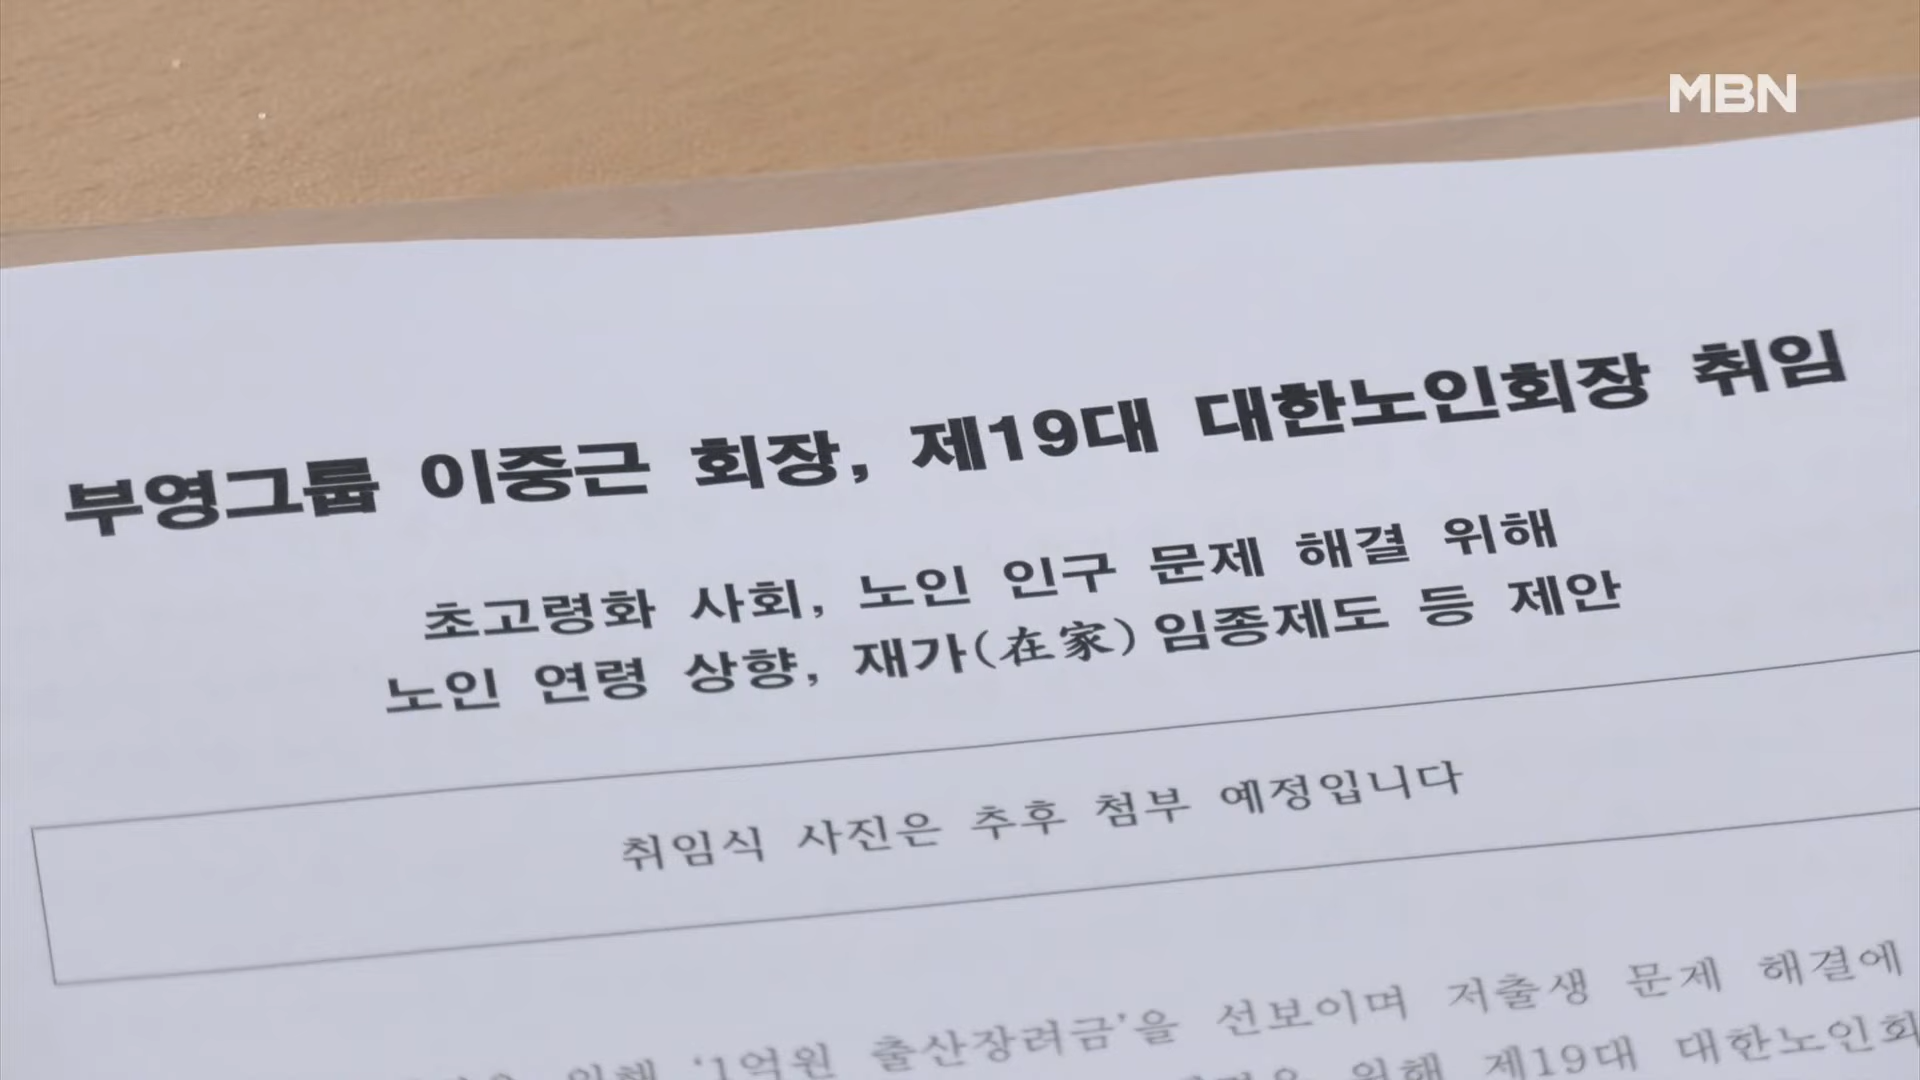 MBN
부영그룹 이중근 회장, 제19대 대한노인회장 취임
초고령화 사회, 노인 인구 문제 해결 위해
노인 연령 상향, 재가(在家) 임종제도 등 제안
취임식 사진은 추후 첨부 예정입니다
위해 '1억원 출산장려금'을 선보이며 저출생 문제 해결에
위해 제19대 대한노인회